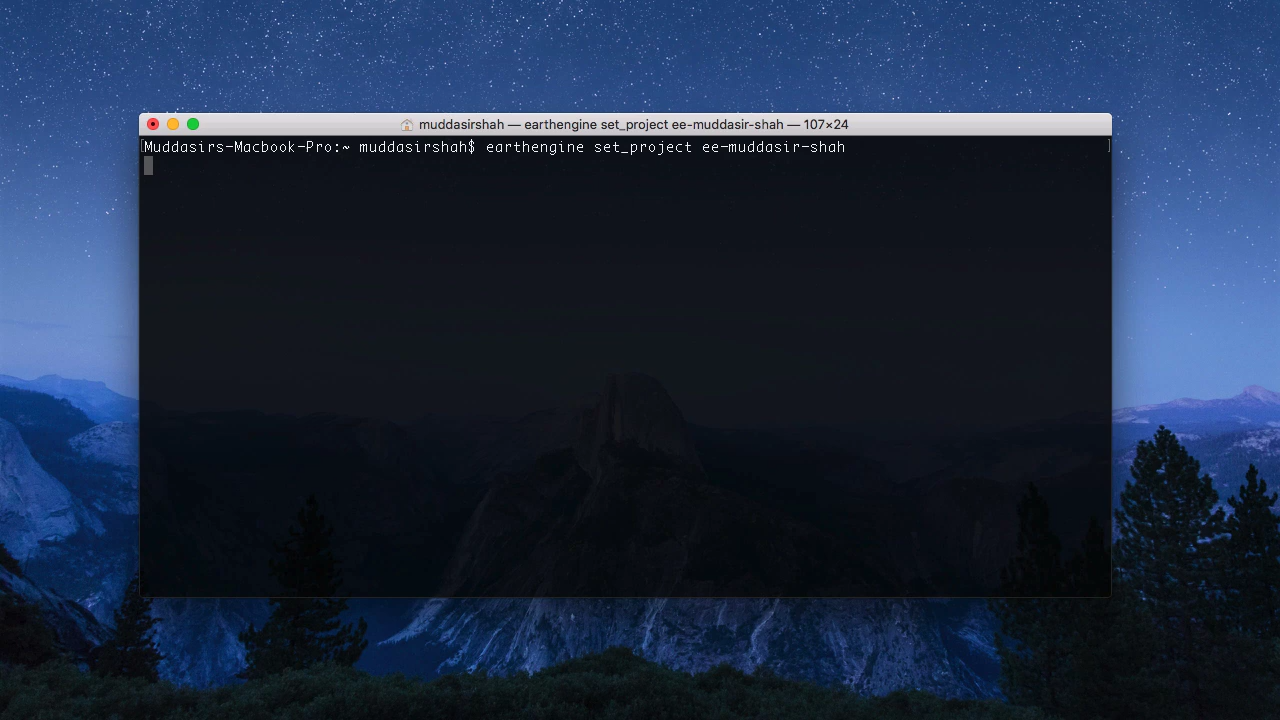 muddasirshah — earthengine set_project ee-muddasir-shah — 107×24
[Muddasirs-Macbook-Pro:~ muddasirshah$ earthengine set_project ee-muddasir-shah ]